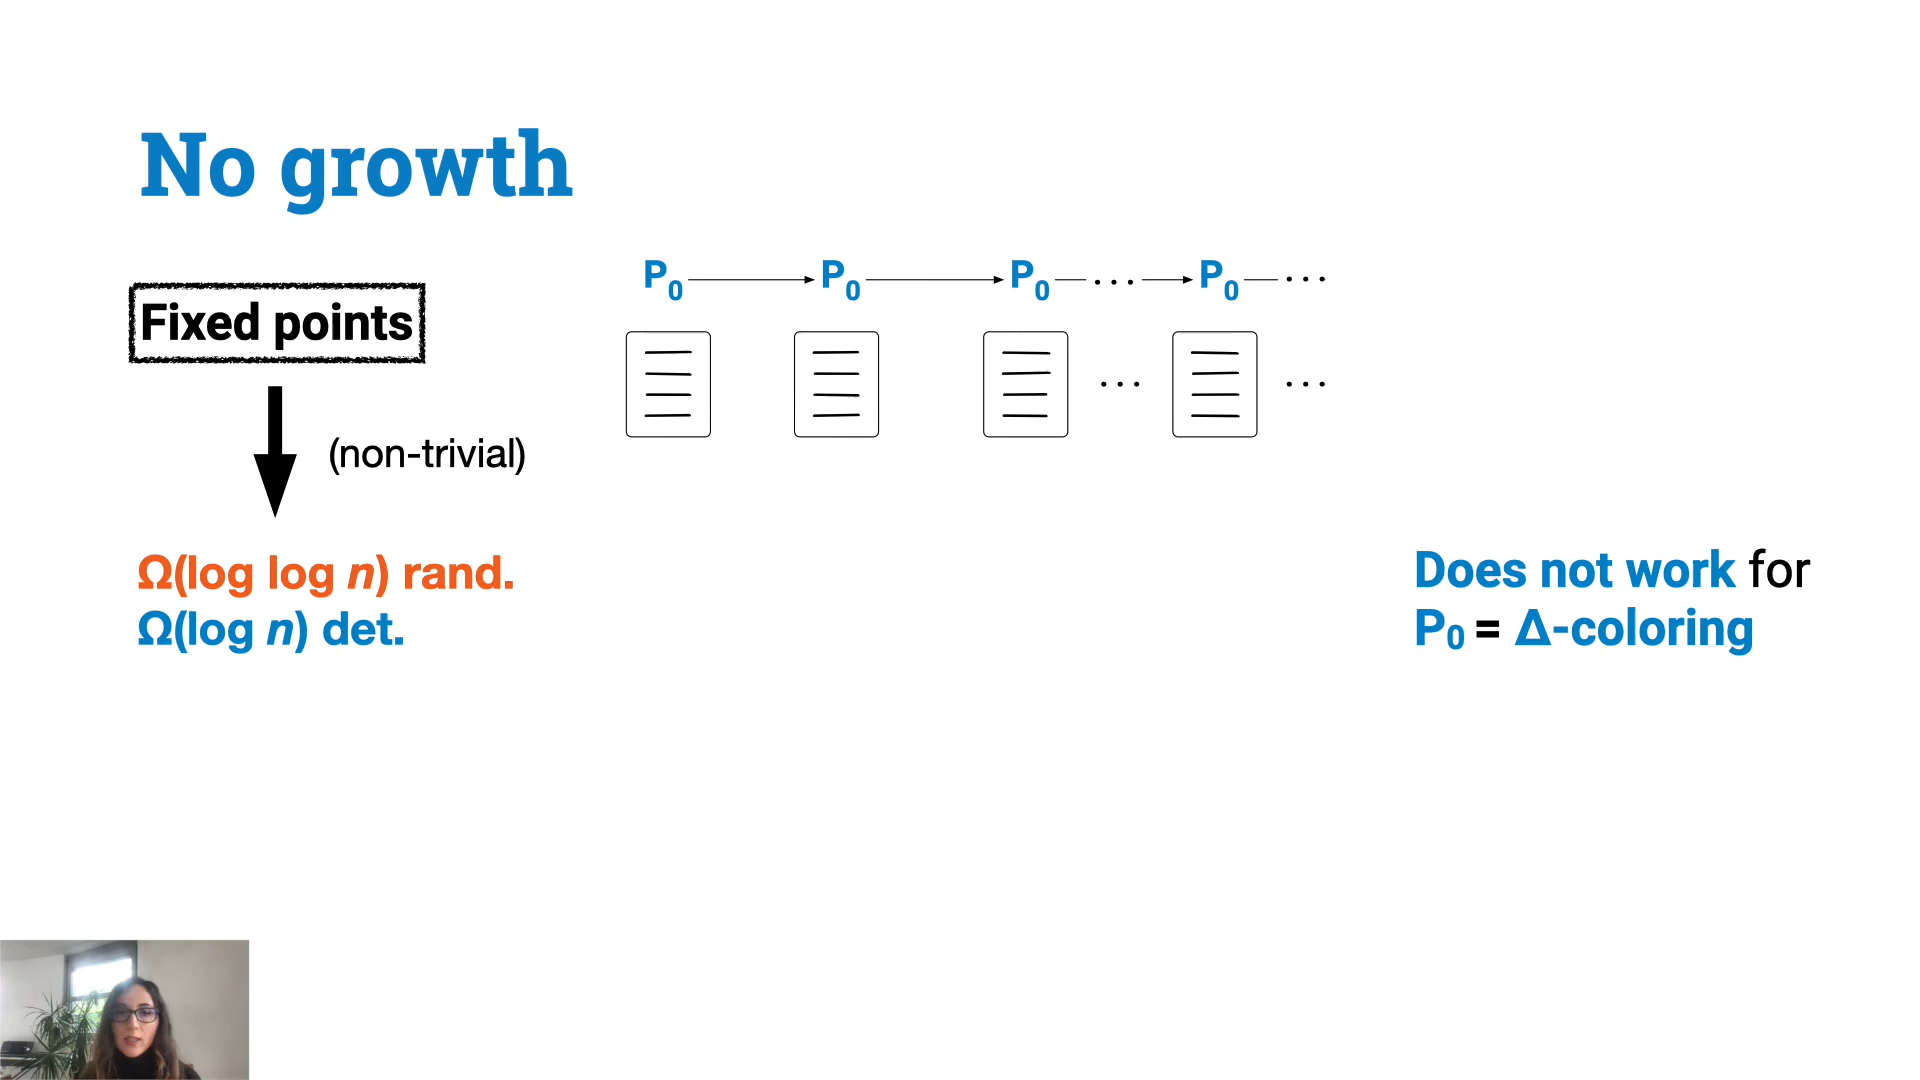 No growth
Fixed points
P₀ P₀ P₀ ... P₀ ...
... ...
(non-trivial)
Ω(log log n) rand.
Ω(log n) det.
Does not work for
P₀ = Δ-coloring